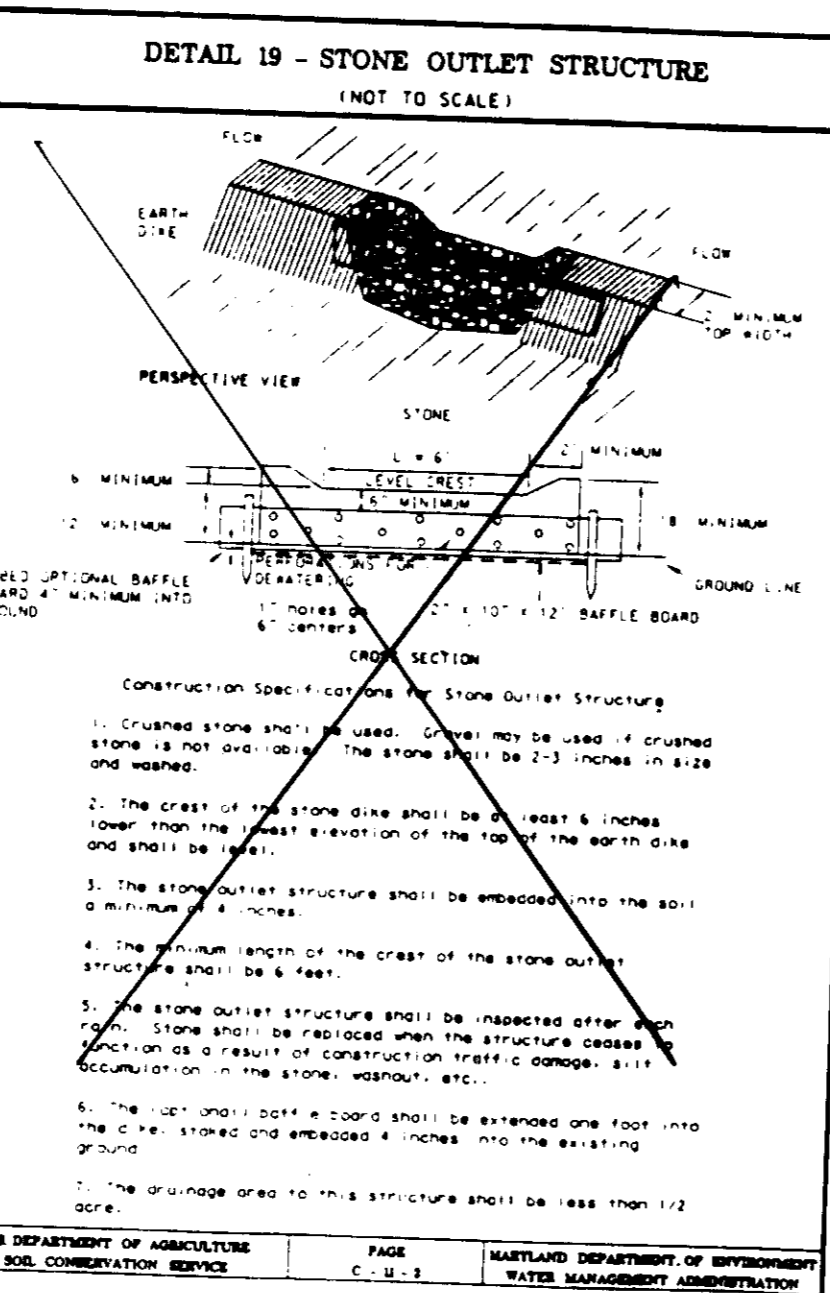 DETAIL 19 - STONE OUTLET STRUCTURE
(NOT TO SCALE)
FLOW
EARTH
DIKE
FLOW
MINIMUM
TOP WIDTH
PERSPECTIVE VIEW
STONE
MINIMUM
LEVEL CREST
6" MINIMUM
6" MINIMUM
MINIMUM
MINIMUM
OPTIONAL BAFFLE
4" MINIMUM INTO
PERFORATIONS FOR
DEWATERING
GROUND LINE
1" holes on
6" centers
2" x 10" x 12' BAFFLE BOARD
CROSS SECTION
Construction Specifications for Stone Outlet Structure
1. Crushed stone shall be used. Gravel may be used if crushed
stone is not available. The stone shall be 2-3 inches in size
and washed.
2. The crest of the stone dike shall be at least 6 inches
lower than the lowest elevation of the top of the earth dike
and shall be level.
3. The stone outlet structure shall be embedded into the soil
a minimum of 4 inches.
4. The minimum length of the crest of the stone outlet
structure shall be 6 feet.
5. The stone outlet structure shall be inspected after each
rain. Stone shall be replaced when the structure ceases to
function as a result of construction traffic damage, silt
accumulation in the stone, washout, etc..
6. The (optional) baffle board shall be extended one foot into
the dike, staked and embedded 4 inches into the existing
ground
7. The drainage area to this structure shall be less than 1/2
acre.
DEPARTMENT OF AGRICULTURE
SOIL CONSERVATION SERVICE
PAGE
MARYLAND DEPARTMENT OF ENVIRONMENT
WATER MANAGEMENT ADMINISTRATION